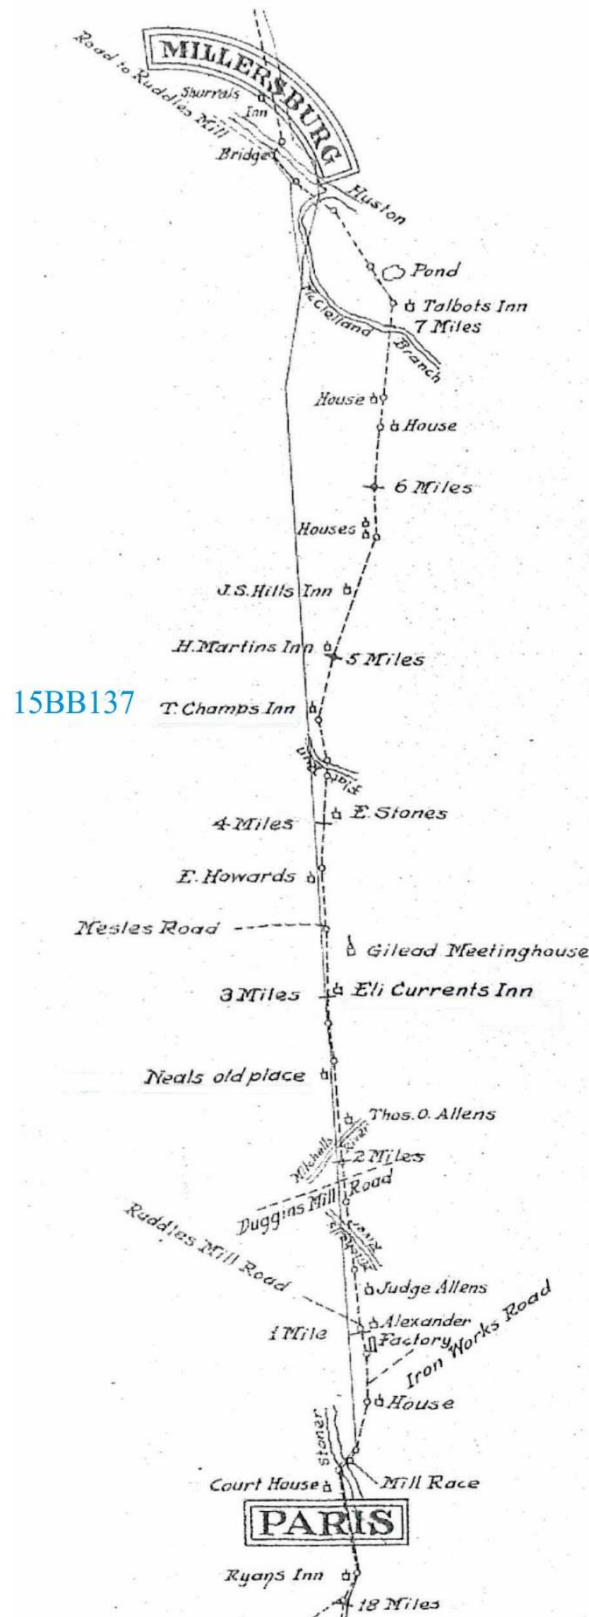 MILLERSBURG
Road to Ruddles Mill
Shurrals
Inn
Bridge
Huston
Pond
Talbots Inn
7 Miles
McClelland Branch
House
House
6 Miles
Houses
J.S. Hills Inn
H. Martins Inn
5 Miles
15BB137
T. Champs Inn
Flat Run
E. Stones
4 Miles
E. Howards
Mesles Road
Gilead Meetinghouse
Eli Currents Inn
3 Miles
Neals old place
Thos. O. Allens
2 Miles
Duggins Mill Road
Ruddles Mill Road
Judge Allens
Alexander
Factory
1 Mile
Iron Works Road
House
Stoner
Court House
Mill Race
PARIS
Ryans Inn
18 Miles